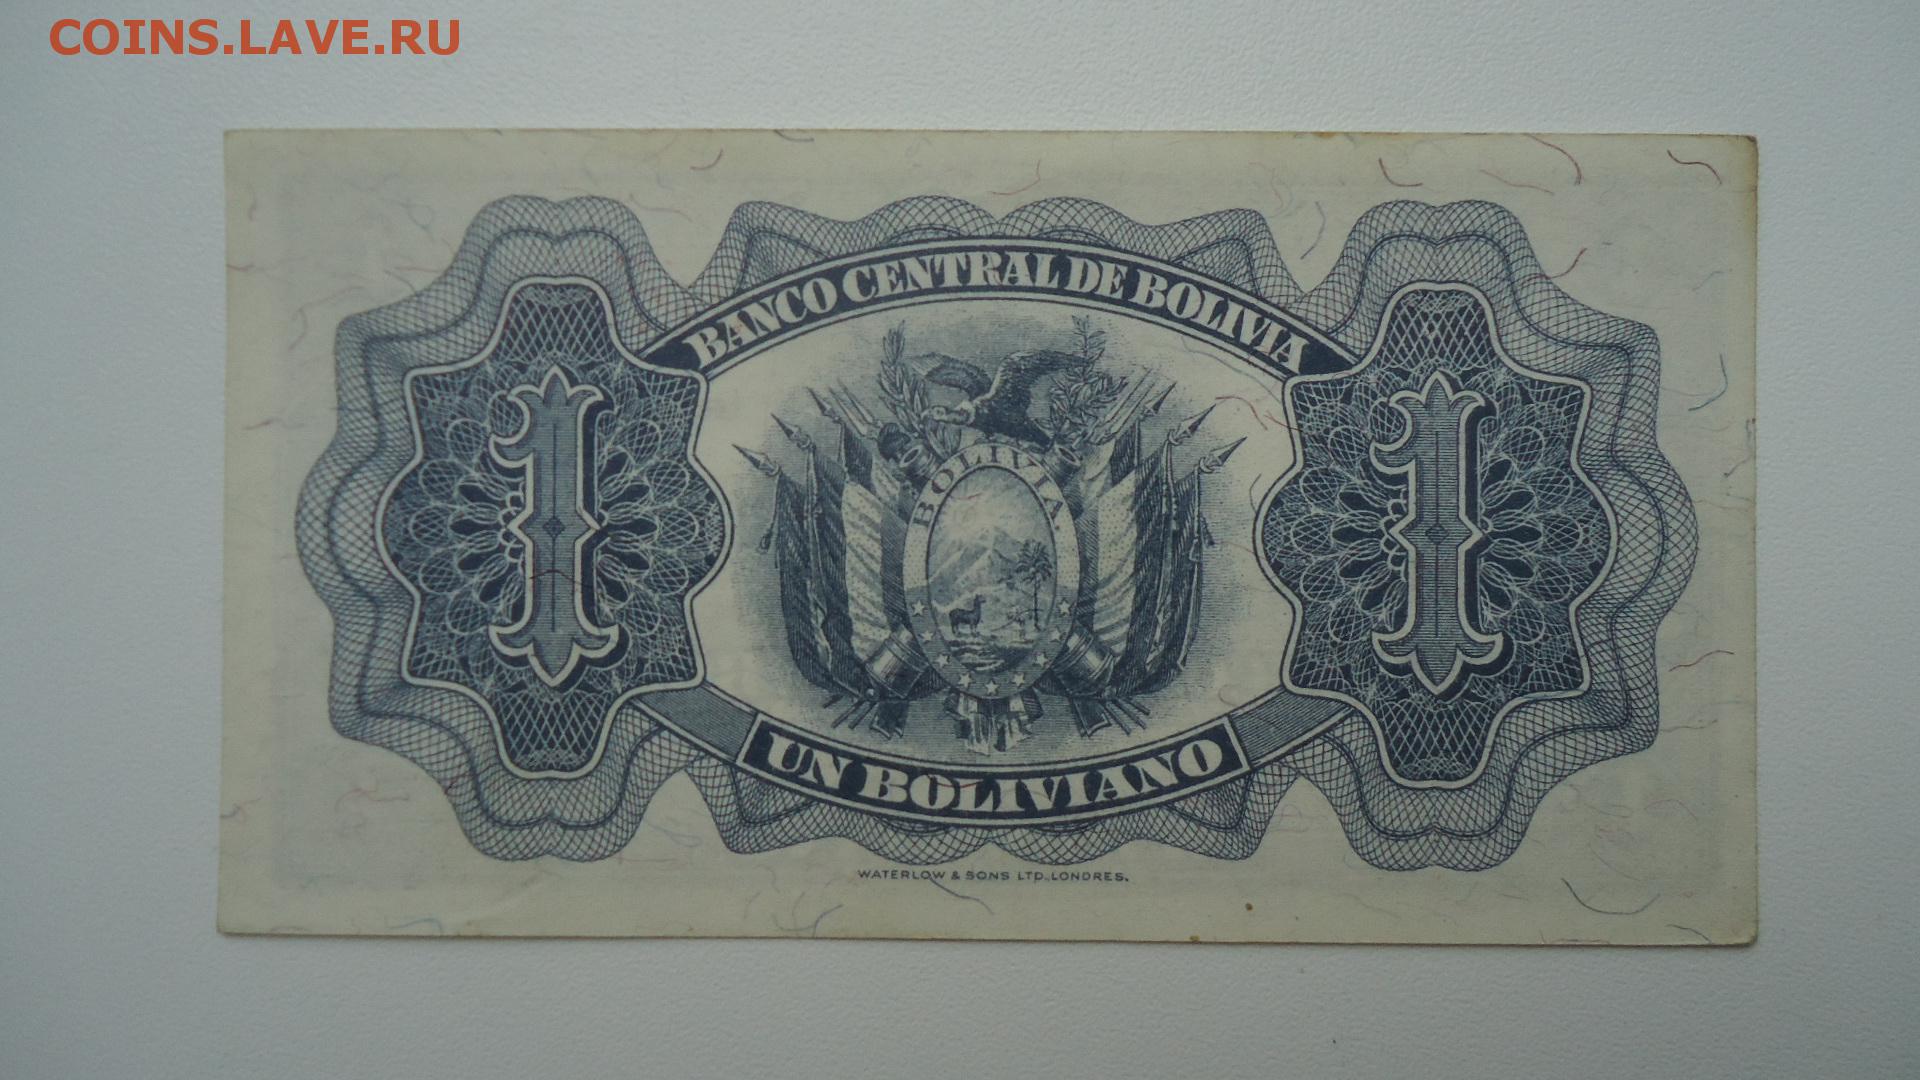 COINS.LAVE.RU
BANCO CENTRAL DE BOLIVIA
1 1
BOLIVIA.
UN BOLIVIANO
WATERLOW & SONS LTD., LONDRES.